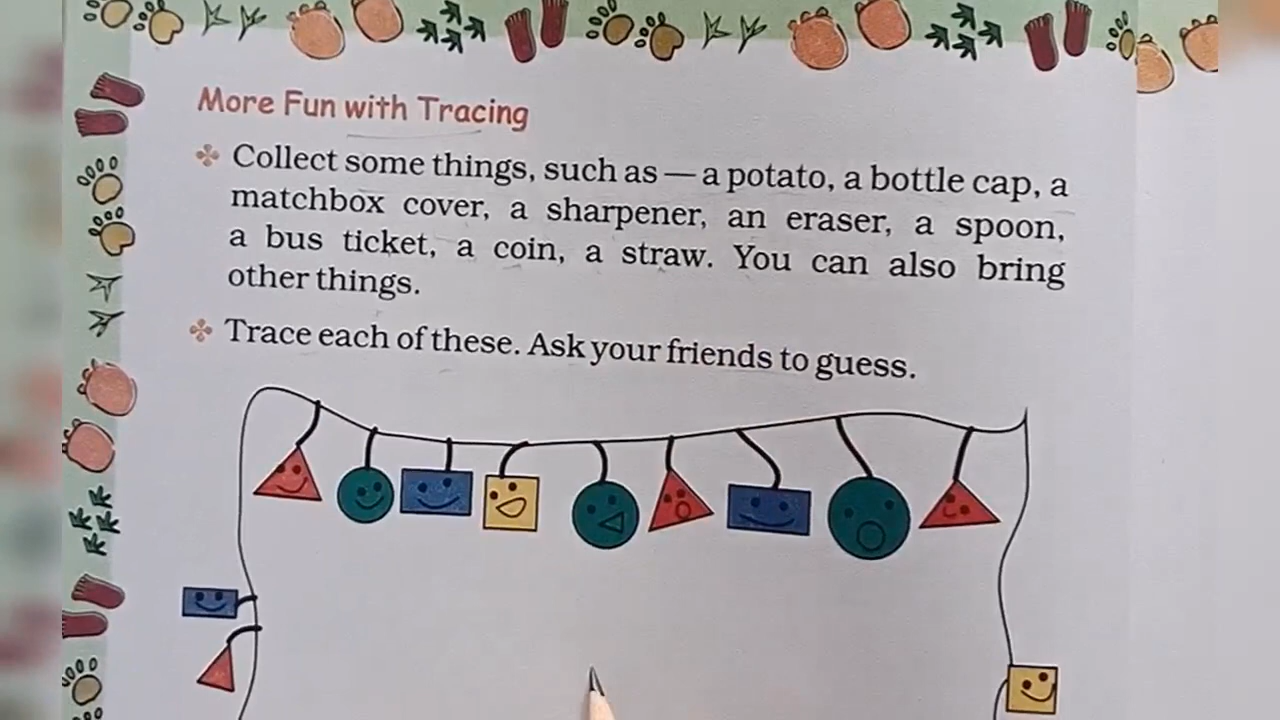 More Fun with Tracing
Collect some things, such as — a potato, a bottle cap, a
matchbox cover, a sharpener, an eraser, a spoon,
a bus ticket, a coin, a straw. You can also bring
other things.
Trace each of these. Ask your friends to guess.